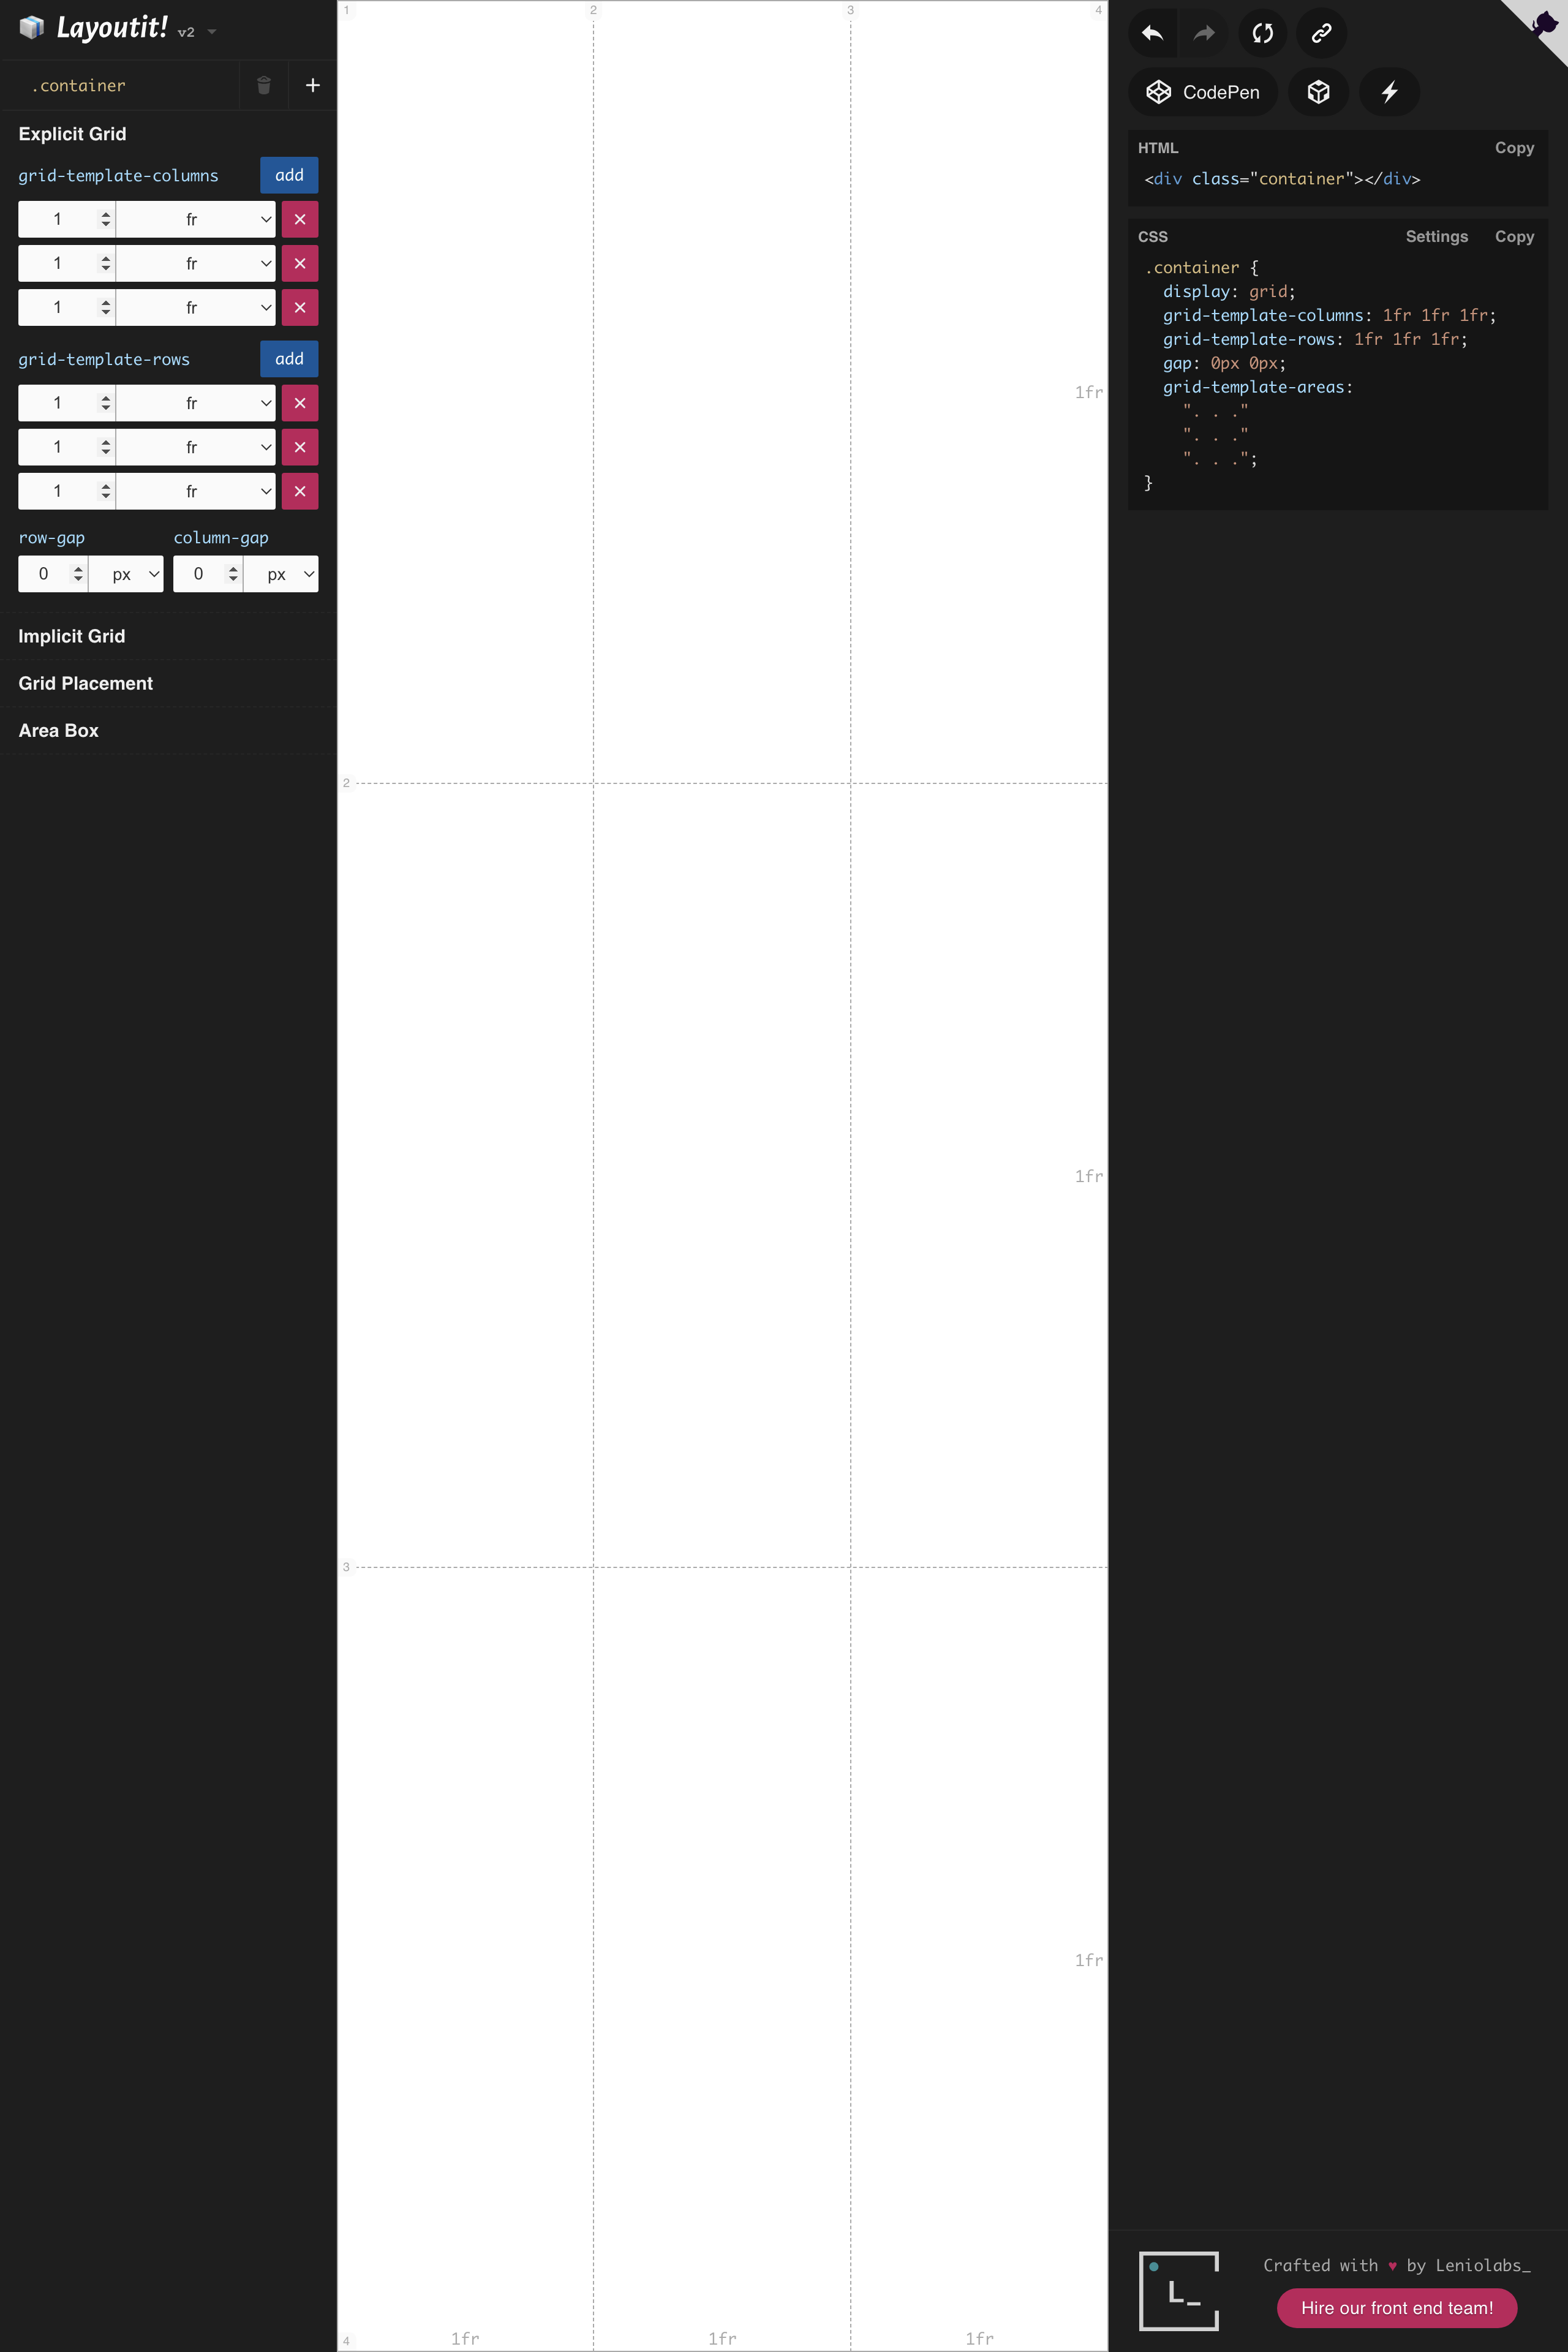 Layoutit! v2
.container
Explicit Grid
grid-template-columns add
1 fr
1 fr
1 fr
grid-template-rows add
1 fr
1 fr
1 fr
row-gap column-gap
0 px 0 px
Implicit Grid
Grid Placement
Area Box
1 2 3 4
1fr
2
1fr
3
1fr
4 1fr 1fr 1fr
CodePen
HTML Copy
<div class="container"></div>
CSS Settings Copy
.container {
display: grid;
grid-template-columns: 1fr 1fr 1fr;
grid-template-rows: 1fr 1fr 1fr;
gap: 0px 0px;
grid-template-areas:
". . ."
". . ."
". . .";
}
L_
Crafted with ♥ by Leniolabs_
Hire our front end team!